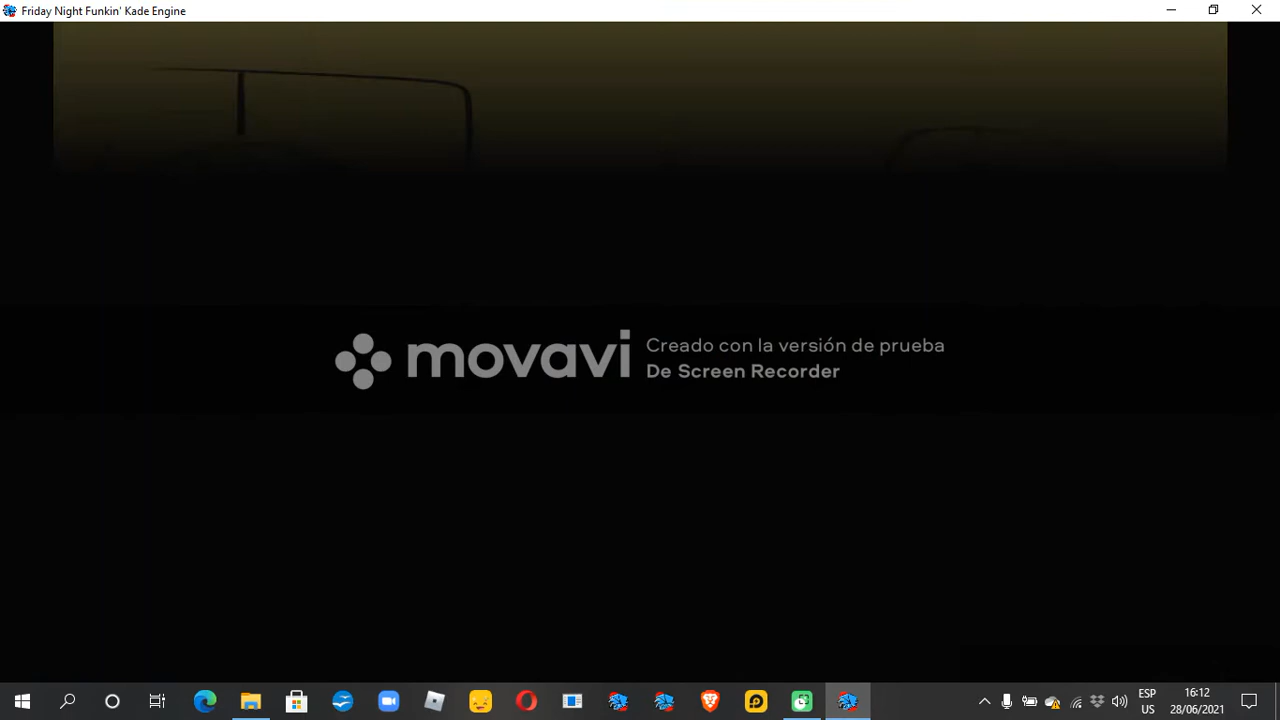 Friday Night Funkin' Kade Engine
movavi
Creado con la versión de prueba
De Screen Recorder
ESP
US
16:12
28/06/2021